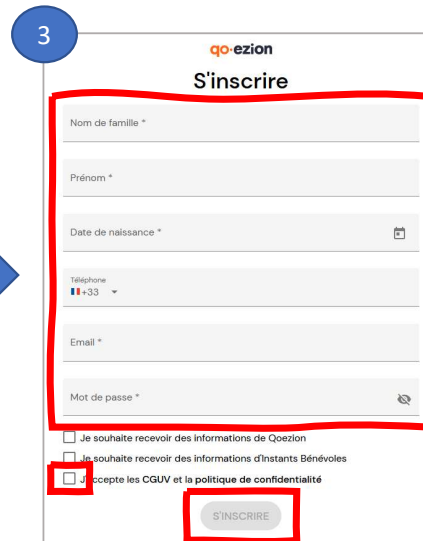 3
qo-ezion
S'inscrire
Nom de famille *
Prénom *
Date de naissance *
Téléphone
+33
Email *
Mot de passe *
Je souhaite recevoir des informations de Qoezion
Je souhaite recevoir des informations d'Instants Bénévoles
J'accepte les CGUV et la politique de confidentialité
S'INSCRIRE